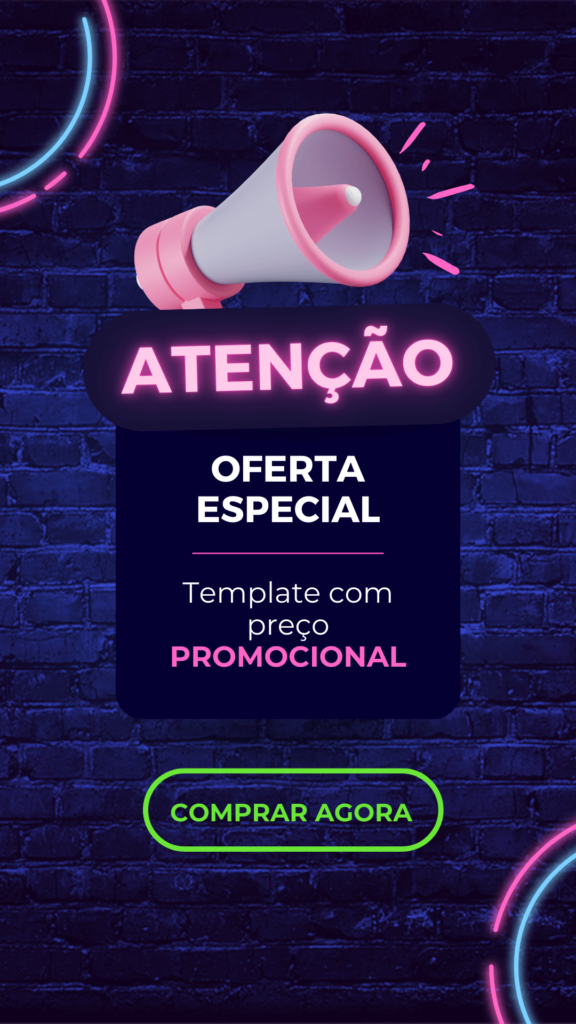 ATENÇÃO
OFERTA
ESPECIAL
Template com
preço
PROMOCIONAL
COMPRAR AGORA